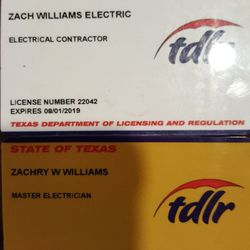 ZACH WILLIAMS ELECTRIC
ELECTRICAL CONTRACTOR
tdlr
LICENSE NUMBER 22042
EXPIRES 09/01/2019
TEXAS DEPARTMENT OF LICENSING AND REGULATION
STATE OF TEXAS
ZACHRY W WILLIAMS
MASTER ELECTRICIAN
tdlr